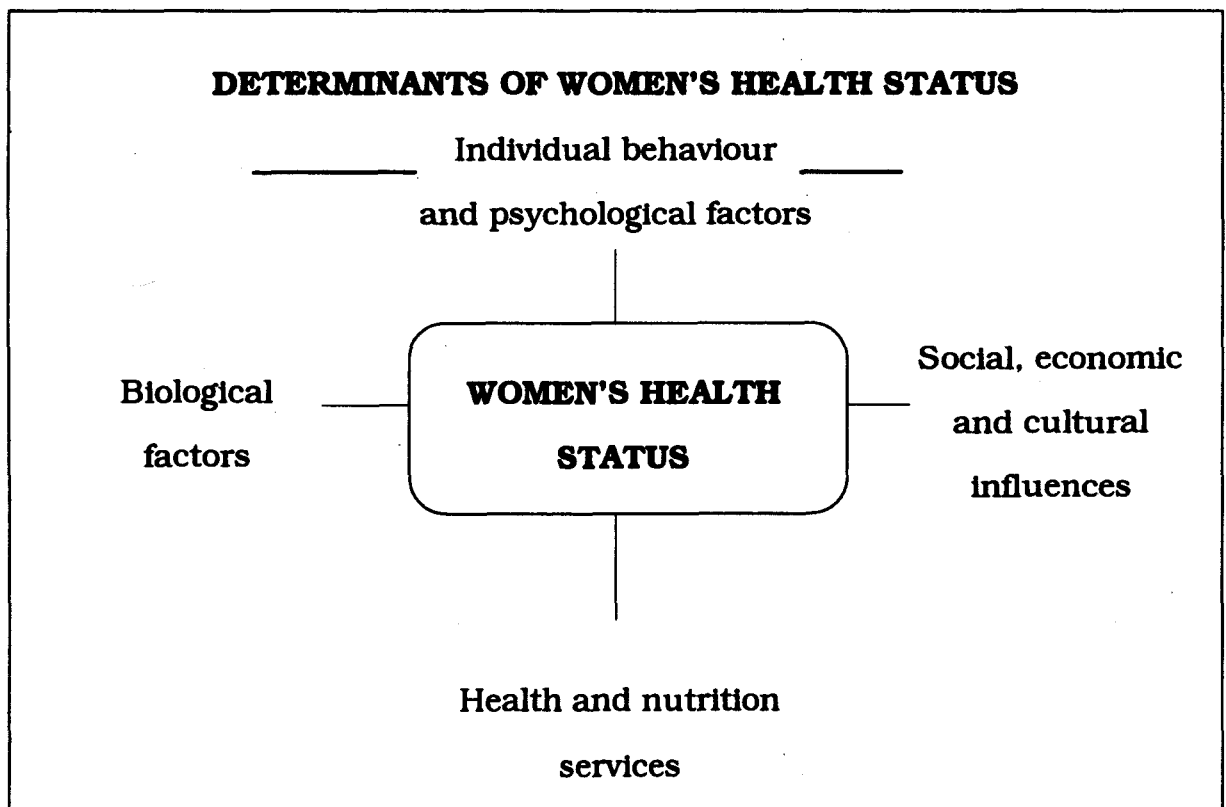 DETERMINANTS OF WOMEN'S HEALTH STATUS
Individual behaviour
and psychological factors
Biological
factors
WOMEN'S HEALTH
STATUS
Social, economic
and cultural
influences
Health and nutrition
services